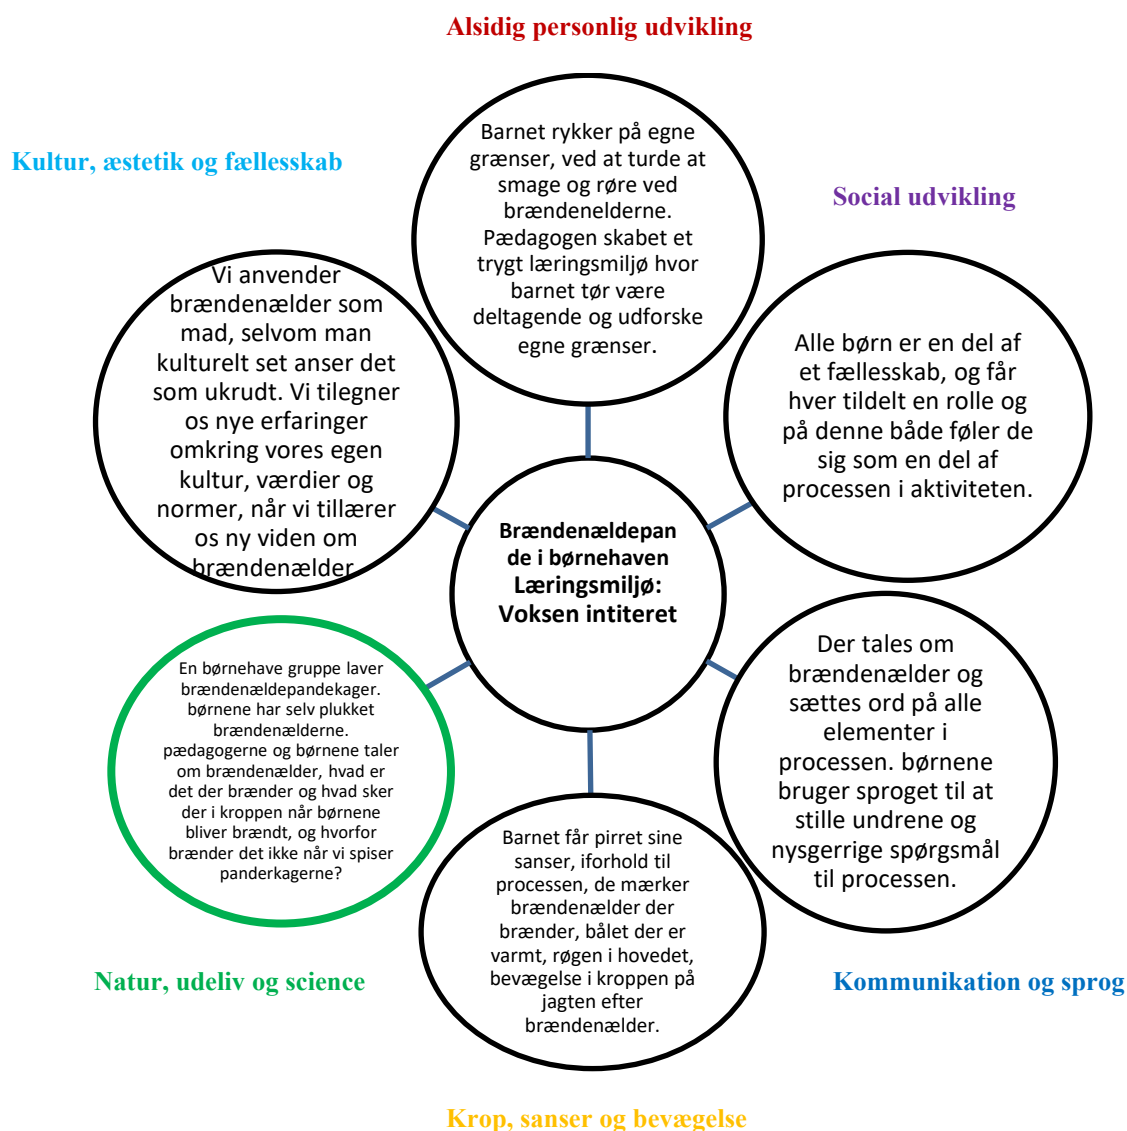 Alsidig personlig udvikling
Barnet rykker på egne
grænser, ved at turde at
smage og røre ved
brændenelderne.
Pædagogen skabet et
trygt læringsmiljø hvor
barnet tør være
deltagende og udforske
egne grænser.
Kultur, æstetik og fællesskab
Vi anvender
brændenælder som
mad, selvom man
kulturelt set anser det
som ukrudt. Vi tilegner
os nye erfaringer
omkring vores egen
kultur, værdier og
normer, når vi tillærer
os ny viden om
brændenælder
Social udvikling
Alle børn er en del af
et fællesskab, og får
hver tildelt en rolle og
på denne både føler de
sig som en del af
processen i aktiviteten.
Brændenældepan
de i børnehaven
Læringsmiljø:
Voksen intiteret
En børnehave gruppe laver
brændenældepandekager.
børnene har selv plukket
brændenælderne.
pædagogerne og børnene taler
om brændenælder, hvad er
det der brænder og hvad sker
der i kroppen når børnene
bliver brændt, og hvorfor
brænder det ikke når vi spiser
panderkagerne?
Natur, udeliv og science
Der tales om
brændenælder og
sættes ord på alle
elementer i
processen. børnene
bruger sproget til at
stille undrene og
nysgerrige spørgsmål
til processen.
Kommunikation og sprog
Barnet får pirret sine
sanser, iforhold til
processen, de mærker
brændenælder der
brænder, bålet der er
varmt, røgen i hovedet,
bevægelse i kroppen på
jagten efter
brændenælder.
Krop, sanser og bevægelse